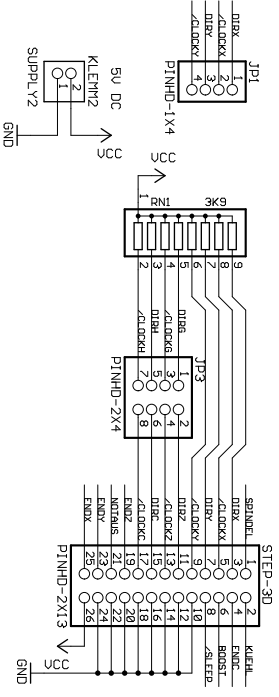 DIRX
/CLOCKX
DIRY
/CLOCKY
JP1
1
2
3
4
PINHD-1X4
5V DC
KLEMM2
2
1
SUPPLY2
VCC
GND
VCC
1
RN1
3K9
9
8
7
6
5
4
3
2
DIRG
/CLOCKG
DIRH
/CLOCKH
JP3
1
3
5
7
2
4
6
8
PINHD-2X4
SPINDEL
DIRX
/CLOCKX
DIRY
/CLOCKY
DIRZ
/CLOCKZ
DIRC
/CLOCKC
ENDZ
NOTAUS
ENDY
ENDX
STEP-3D
1
3
5
7
9
11
13
15
17
19
21
23
25
2
4
6
8
10
12
14
16
18
20
22
24
26
PINHD-2X13
KUEHL
ENDC
BOOST
/SLEEP
VCC
GND